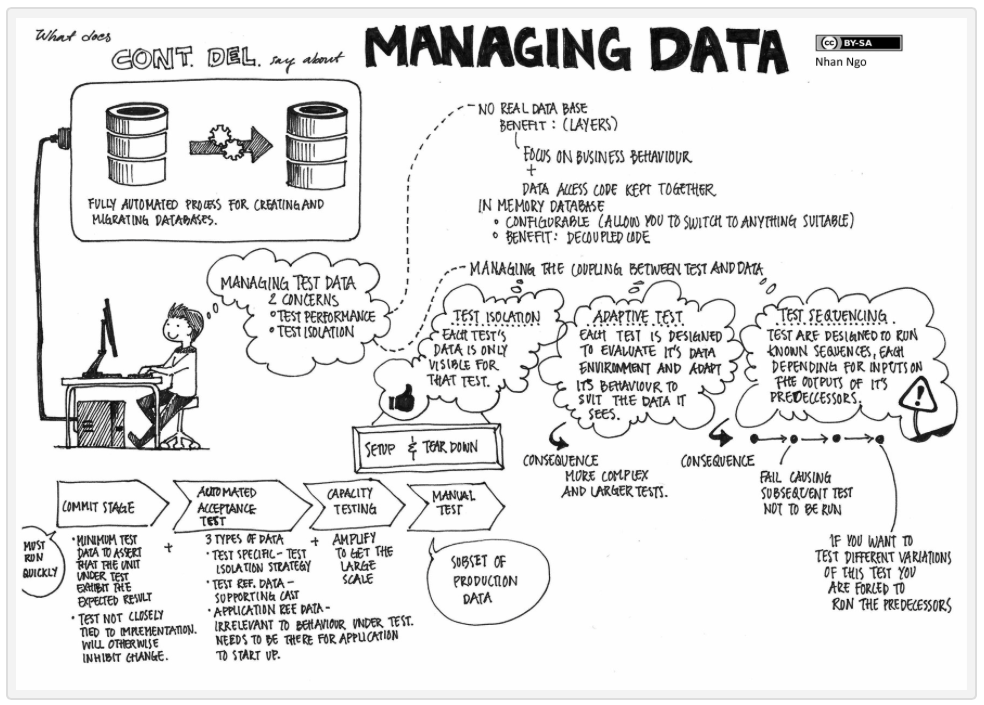 What does
CONT. DEL. say about
MANAGING DATA
cc BY-SA
Nhan Ngo
FULLY AUTOMATED PROCESS FOR CREATING AND
MIGRATING DATABASES.
NO REAL DATA BASE
BENEFIT: (LAYERS)
FOCUS ON BUSINESS BEHAVIOUR
+
DATA ACCESS CODE KEPT TOGETHER
IN MEMORY DATABASE
• CONFIGURABLE (ALLOW YOU TO SWITCH TO ANYTHING SUITABLE)
• BENEFIT: DECOUPLED CODE
MANAGING TEST DATA
2 CONCERNS
• TEST PERFORMANCE
• TEST ISOLATION
MANAGING THE COUPLING BETWEEN TEST AND DATA
TEST ISOLATION
EACH TEST'S
DATA IS ONLY
VISIBLE FOR
THAT TEST.
SETUP & TEAR DOWN
ADAPTIVE TEST
EACH TEST IS DESIGNED
TO EVALUATE IT'S DATA
ENVIRONMENT AND ADAPT
IT'S BEHAVIOUR TO
SUIT THE DATA IT
SEES.
CONSEQUENCE
MORE COMPLEX
AND LARGER TESTS.
TEST SEQUENCING.
TEST ARE DESIGNED TO RUN
KNOWN SEQUENCES, EACH
DEPENDING FOR INPUTS ON
THE OUTPUTS OF IT'S
PREDECCESSORS.
!
CONSEQUENCE
FAIL CAUSING
SUBSEQUENT TEST
NOT TO BE RUN
IF YOU WANT TO
TEST DIFFERENT VARIATIONS
OF THIS TEST YOU
ARE FORCED TO
RUN THE PREDECESSORS
COMMIT STAGE
MUST
RUN
QUICKLY
• MINIMUM TEST
DATA TO ASSERT
THAT THE UNIT
UNDER TEST
EXHIBIT THE
EXPECTED RESULT
• TEST NOT CLOSELY
TIED TO IMPLEMENTATION.
WILL OTHERWISE
INHIBIT CHANGE.
+
AUTOMATED
ACCEPTANCE
TEST
3 TYPES OF DATA
• TEST SPECIFIC - TEST
ISOLATION STRATEGY
• TEST REF. DATA -
SUPPORTING CAST
• APPLICATION REF DATA -
IRRELEVANT TO BEHAVIOUR UNDER TEST.
NEEDS TO BE THERE FOR APPLICATION
TO START UP.
+
CAPACITY
TESTING
AMPLIFY
TO GET THE
LARGE
SCALE
MANUAL
TEST
SUBSET OF
PRODUCTION
DATA